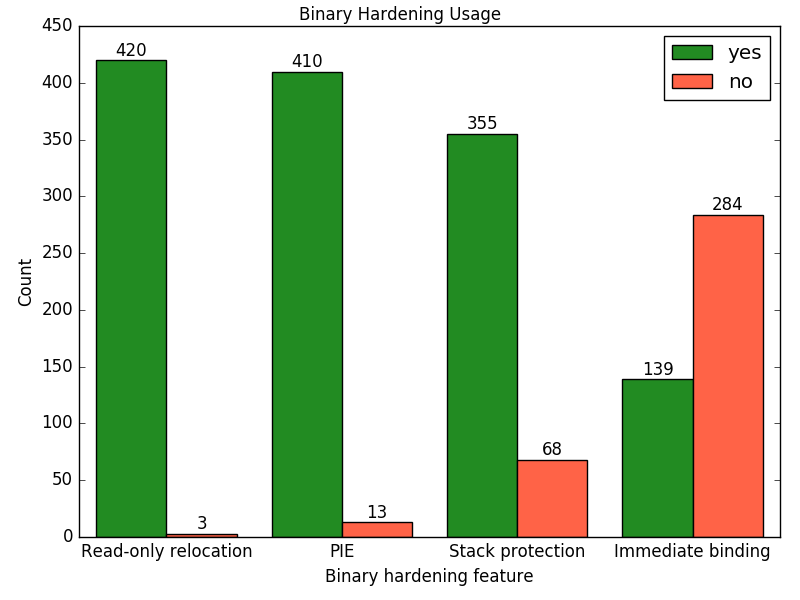 Binary Hardening Usage
450
400
350
300
250
200
150
100
50
0
Count
420
3
410
13
355
68
139
284
yes
no
Read-only relocation
PIE
Stack protection
Immediate binding
Binary hardening feature